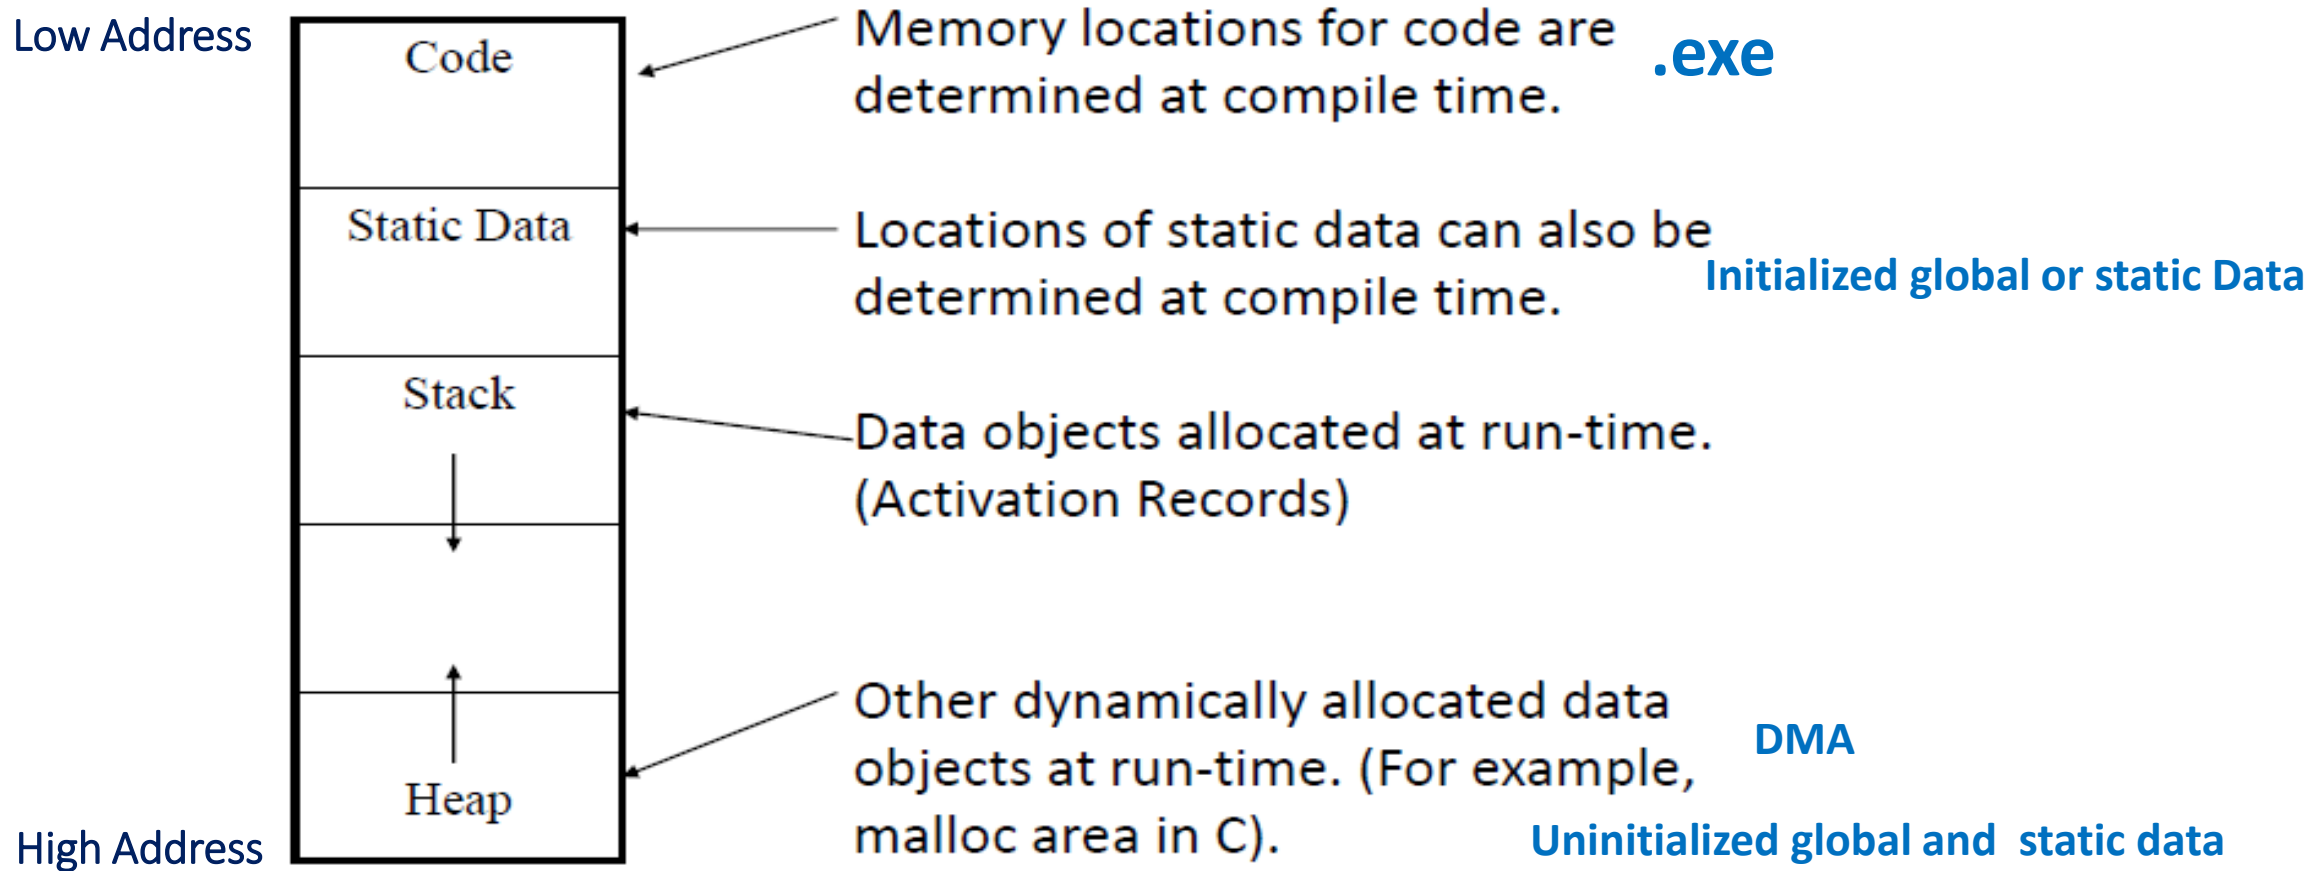 Low Address
Code
Memory locations for code are
determined at compile time.
.exe
Static Data
Locations of static data can also be
determined at compile time.
Initialized global or static Data
Stack
Data objects allocated at run-time.
(Activation Records)
Other dynamically allocated data
objects at run-time. (For example,
malloc area in C).
DMA
Heap
High Address
Uninitialized global and  static data